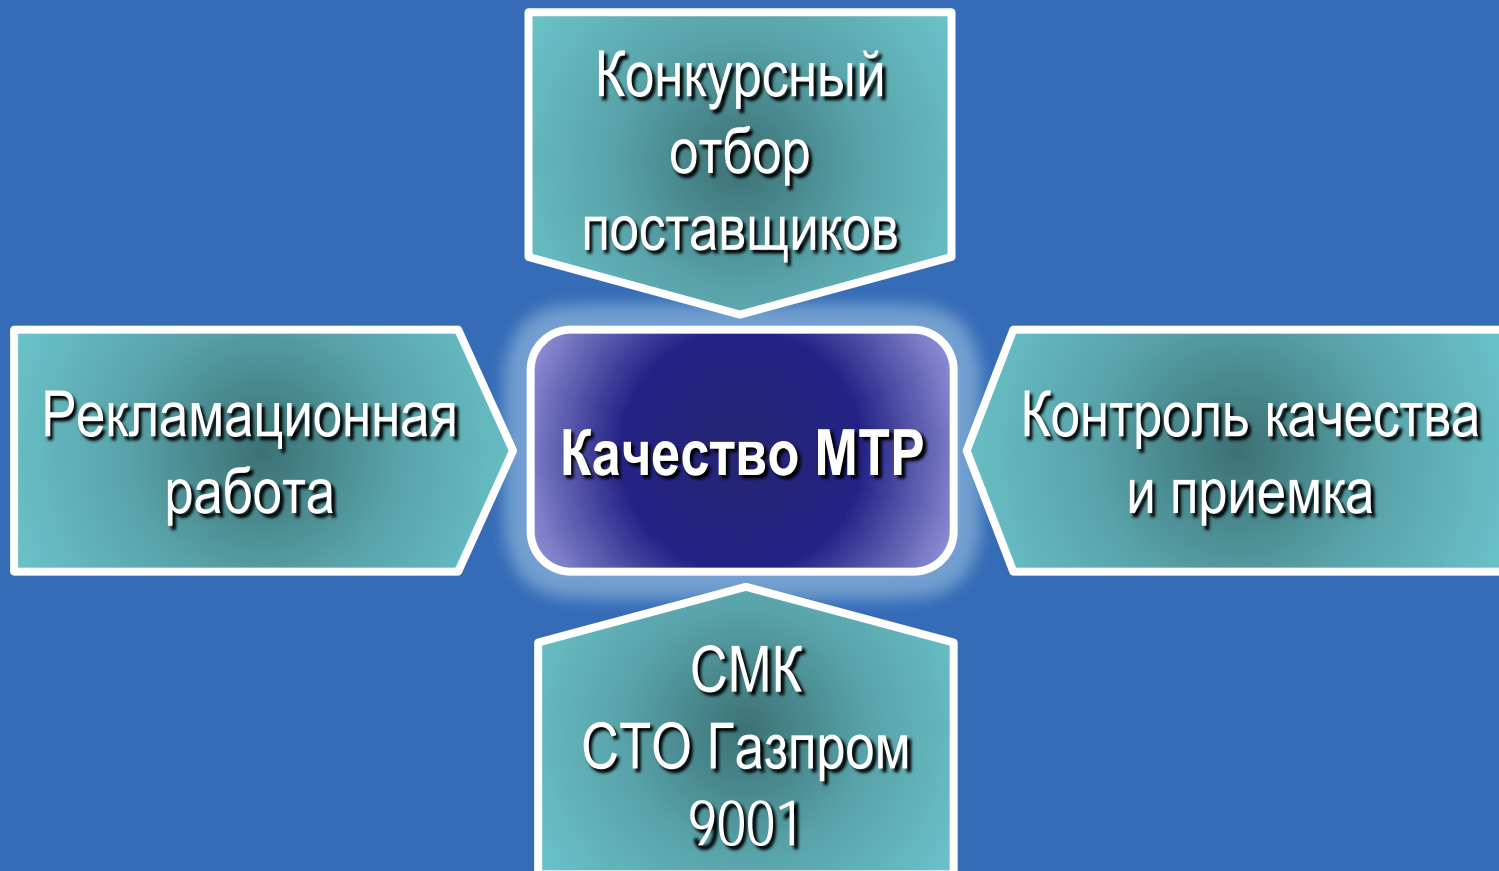 Конкурсный
отбор
поставщиков
Рекламационная
работа
Качество МТР
Контроль качества
и приемка
СМК
СТО Газпром
9001